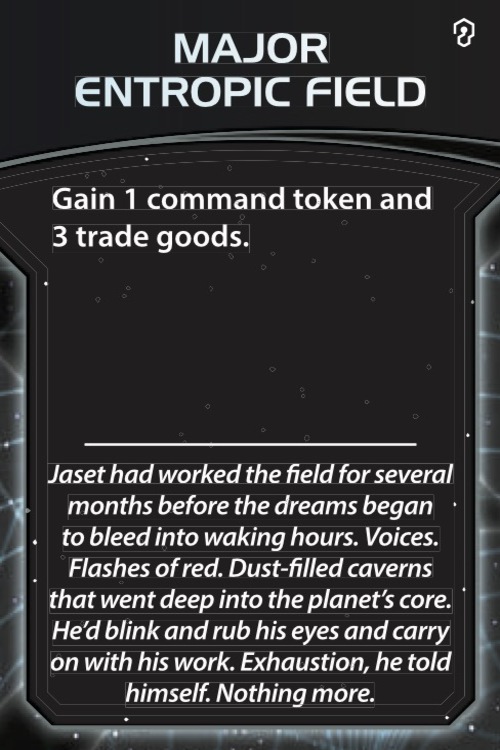 MAJOR
ENTROPIC FIELD
Gain 1 command token and
3 trade goods.
Jaset had worked the field for several
months before the dreams began
to bleed into waking hours. Voices.
Flashes of red. Dust-filled caverns
that went deep into the planet’s core.
He’d blink and rub his eyes and carry
on with his work. Exhaustion, he told
himself. Nothing more.